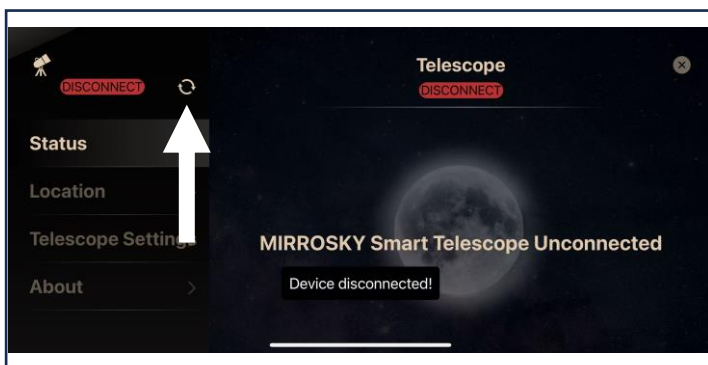 DISCONNECT
Status
Location
Telescope Settings
About
Telescope
DISCONNECT
MIRROSKY Smart Telescope Unconnected
Device disconnected!